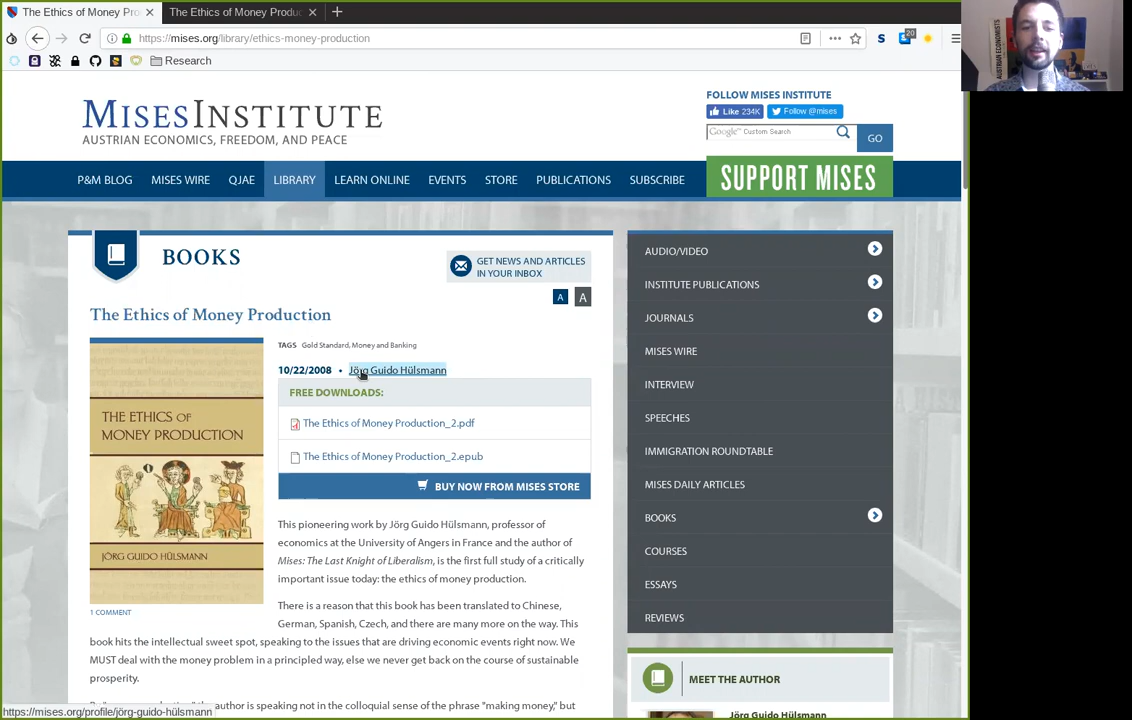 The Ethics of Money Pro
The Ethics of Money Produc
https://mises.org/library/ethics-money-production
S
20
Research
AUSTRIAN ECONOMISTS
MISESINSTITUTE
AUSTRIAN ECONOMICS, FREEDOM, AND PEACE
FOLLOW MISES INSTITUTE
Like 234K
Follow @mises
Google Custom Search
GO
P&M BLOG
MISES WIRE
QJAE
LIBRARY
LEARN ONLINE
EVENTS
STORE
PUBLICATIONS
SUBSCRIBE
SUPPORT MISES
BOOKS
GET NEWS AND ARTICLES
IN YOUR INBOX
A
A
The Ethics of Money Production
TAGS Gold Standard, Money and Banking
10/22/2008 • Jörg Guido Hülsmann
FREE DOWNLOADS:
The Ethics of Money Production_2.pdf
The Ethics of Money Production_2.epub
BUY NOW FROM MISES STORE
THE ETHICS OF
MONEY PRODUCTION
JÖRG GUIDO HÜLSMANN
1 COMMENT
This pioneering work by Jörg Guido Hülsmann, professor of
economics at the University of Angers in France and the author of
Mises: The Last Knight of Liberalism, is the first full study of a critically
important issue today: the ethics of money production.
There is a reason that this book has been translated to Chinese,
German, Spanish, Czech, and there are many more on the way. This
book hits the intellectual sweet spot, speaking to the issues that are driving economic events right now. We
MUST deal with the money problem in a principled way, else we never get back on the course of sustainable
prosperity.
author is speaking not in the colloquial sense of the phrase "making money," but
https://mises.org/profile/jörg-guido-hülsmann
AUDIO/VIDEO
INSTITUTE PUBLICATIONS
JOURNALS
MISES WIRE
INTERVIEW
SPEECHES
IMMIGRATION ROUNDTABLE
MISES DAILY ARTICLES
BOOKS
COURSES
ESSAYS
REVIEWS
MEET THE AUTHOR
Jörg Guido Hülsmann